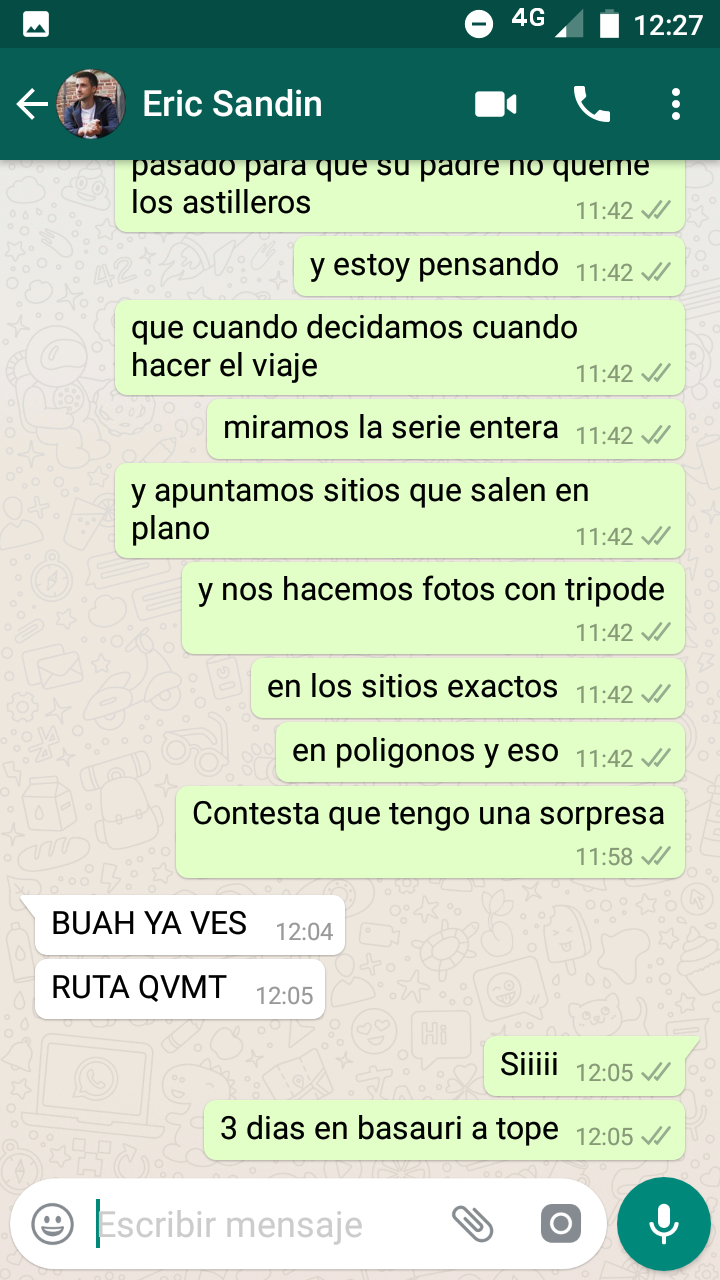 4G 12:27
Eric Sandin
pasado para que su padre no queme
los astilleros 11:42
y estoy pensando 11:42
que cuando decidamos cuando
hacer el viaje 11:42
miramos la serie entera 11:42
y apuntamos sitios que salen en
plano 11:42
y nos hacemos fotos con tripode
11:42
en los sitios exactos 11:42
en poligonos y eso 11:42
Contesta que tengo una sorpresa
11:58
BUAH YA VES 12:04
RUTA QVMT 12:05
Siiiii 12:05
3 dias en basauri a tope 12:05
Escribir mensaje